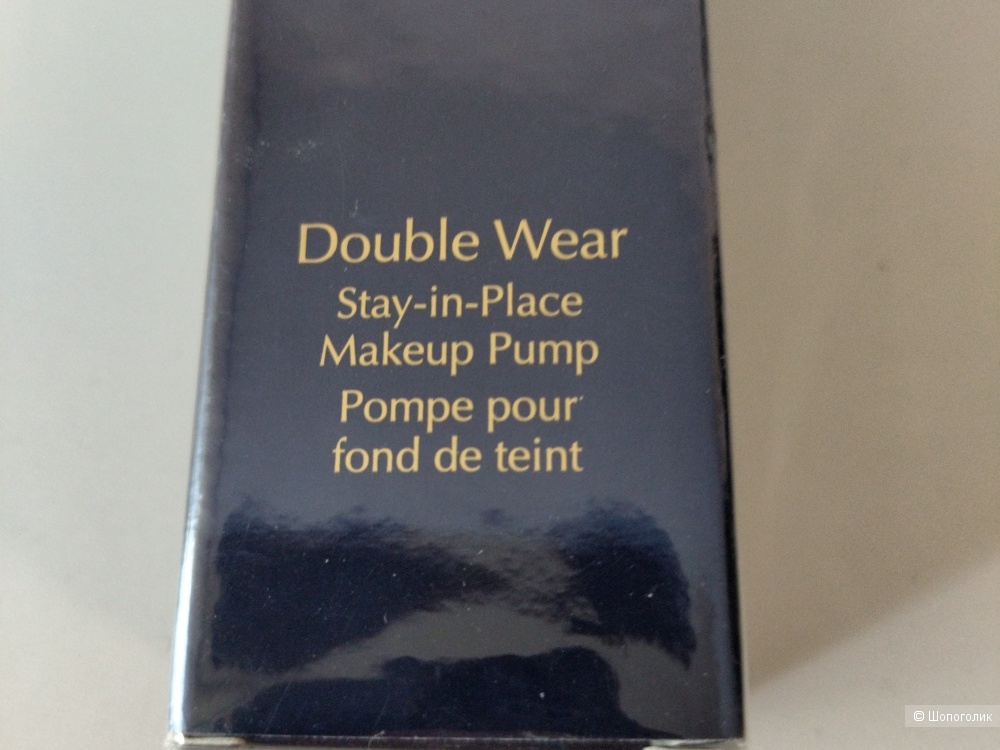 Double Wear
Stay-in-Place
Makeup Pump
Pompe pour
fond de teint
© Шопоголик